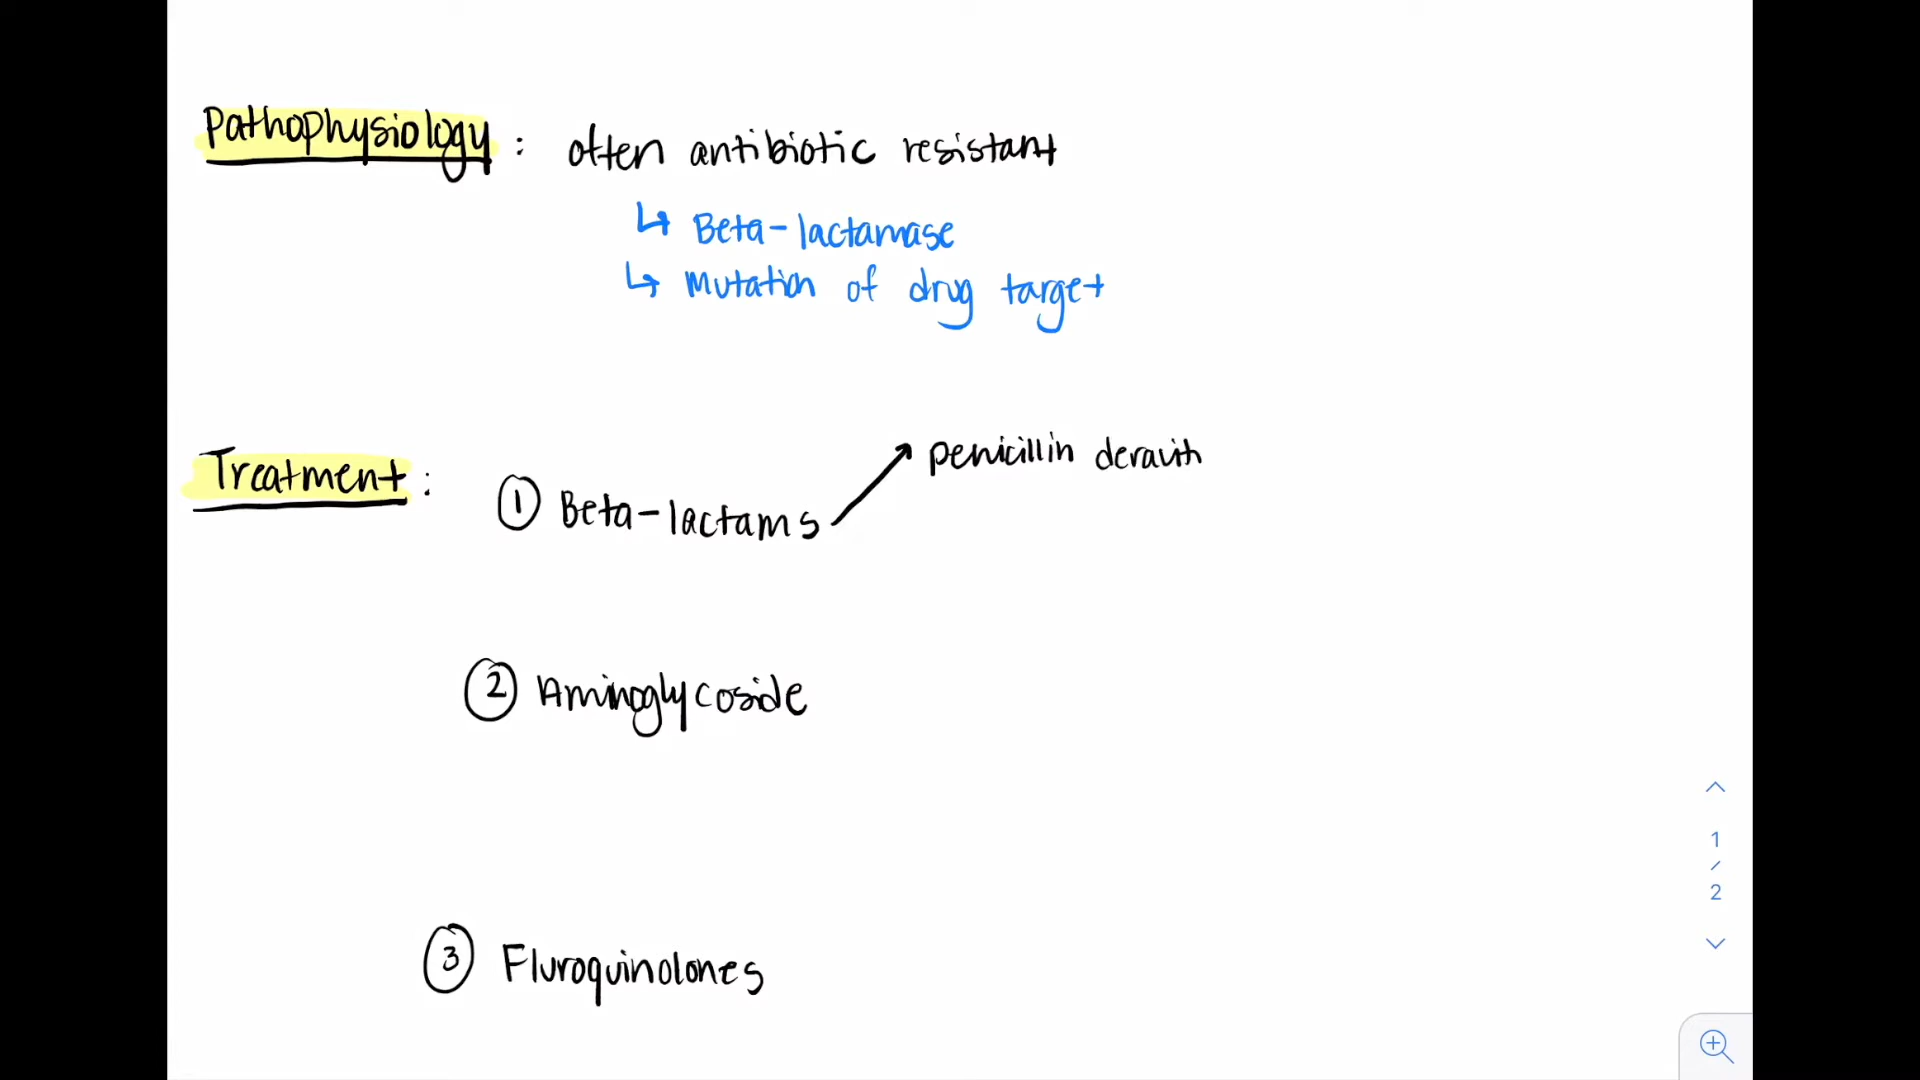 Pathophysiology : often antibiotic resistant
↳ Beta-lactamase
↳ Mutation of drug target
Treatment :
penicillin deravith
① Beta-lactams
② Aminoglycoside
③ Fluroquinolones
1
/
2